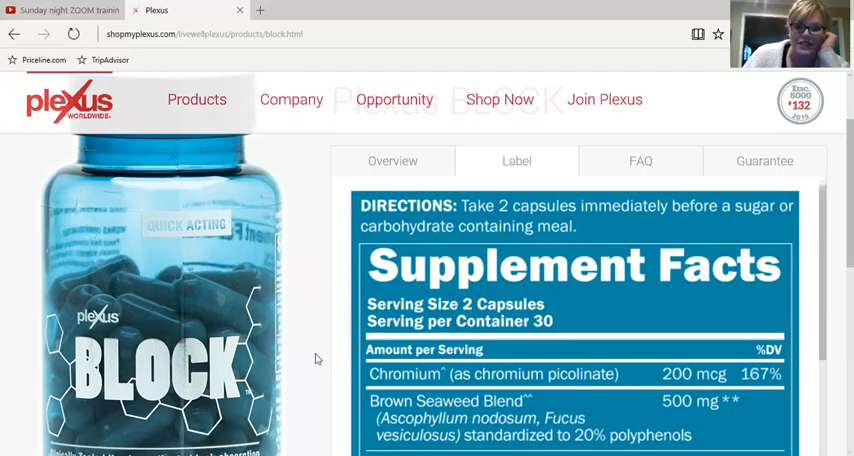 Sunday night ZOOM trainin
Plexus
shopmyplexus.com/livewellplexus/products/block.html
Priceline.com
TripAdvisor
plexus
WORLDWIDE
Products
Company
Opportunity
Shop Now
Join Plexus
Plexus BLOCK
Inc.
5000
#132
2015
Overview
Label
FAQ
Guarantee
QUICK ACTING
plexus
BLOCK
DIRECTIONS: Take 2 capsules immediately before a sugar or
carbohydrate containing meal.
Supplement Facts
Serving Size 2 Capsules
Serving per Container 30
Amount per Serving %DV
Chromium^ (as chromium picolinate) 200 mcg 167%
Brown Seaweed Blend^^ 500 mg **
(Ascophyllum nodosum, Fucus
vesiculosus) standardized to 20% polyphenols